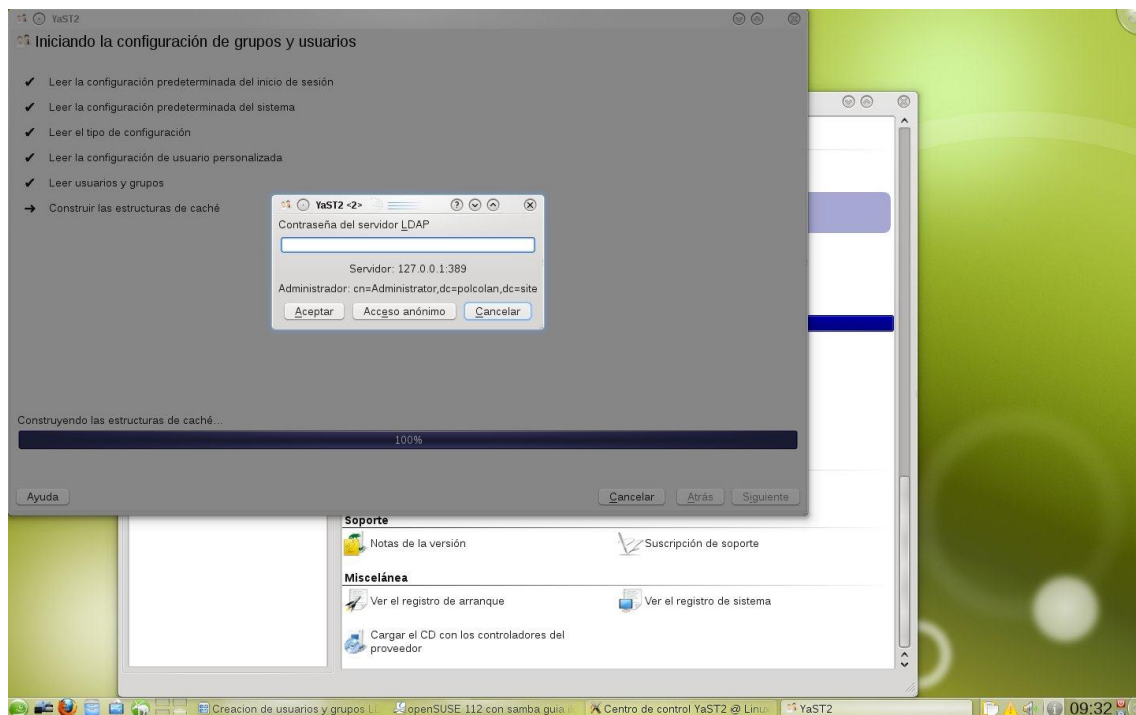 YaST2
Iniciando la configuración de grupos y usuarios
✔ Leer la configuración predeterminada del inicio de sesión
✔ Leer la configuración predeterminada del sistema
✔ Leer el tipo de configuración
✔ Leer la configuración de usuario personalizada
✔ Leer usuarios y grupos
➔ Construir las estructuras de caché
YaST2 <2>
Contraseña del servidor LDAP
Servidor: 127.0.0.1:389
Administrador: cn=Administrator,dc=polcolan,dc=site
Aceptar Acceso anónimo Cancelar
Construyendo las estructuras de caché...
100%
Ayuda Cancelar Atrás Siguiente
Soporte
Notas de la versión Suscripción de soporte
Miscelánea
Ver el registro de arranque Ver el registro de sistema
Cargar el CD con los controladores del
proveedor
Creacion de usuarios y grupos openSUSE 112 con samba guia Centro de control YaST2 @ Linux YaST2 09:32